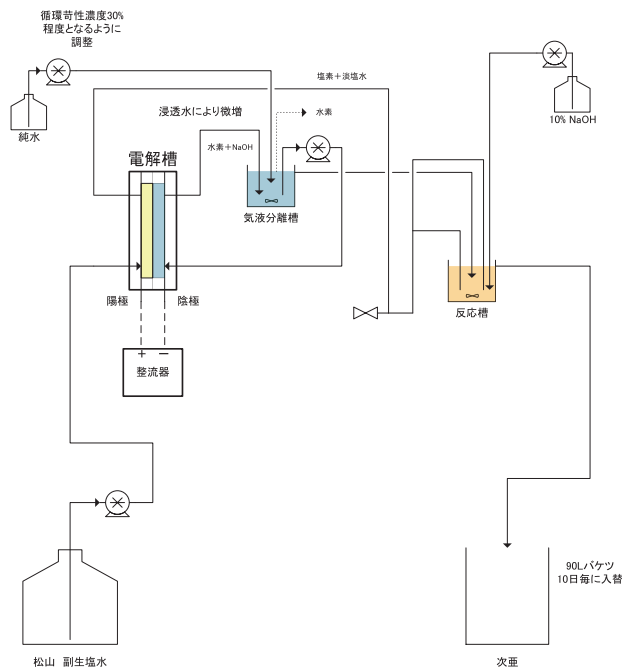 循環苛性濃度30%
程度となるように
調整
純水
塩素＋淡塩水
浸透水により微増
水素
水素＋NaOH
10% NaOH
電解槽
気液分離槽
陽極
陰極
反応槽
＋ －
整流器
90Lバケツ
10日毎に入替
松山 副生塩水
次亜